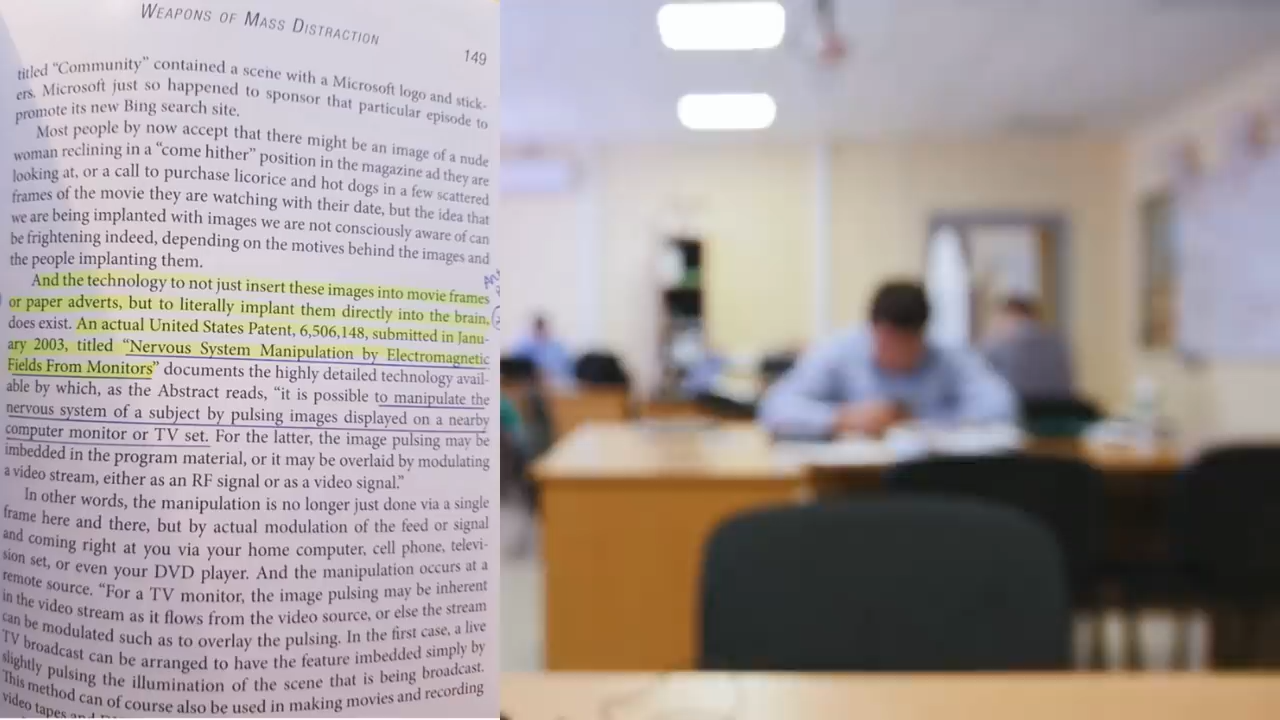 WEAPONS OF MASS DISTRACTION
149
titled “Community” contained a scene with a Microsoft logo and stick-
ers. Microsoft just so happened to sponsor that particular episode to
promote its new Bing search site.
Most people by now accept that there might be an image of a nude
woman reclining in a “come hither” position in the magazine ad they are
looking at, or a call to purchase licorice and hot dogs in a few scattered
frames of the movie they are watching with their date, but the idea that
we are being implanted with images we are not consciously aware of can
be frightening indeed, depending on the motives behind the images and
the people implanting them.
And the technology to not just insert these images into movie frames
or paper adverts, but to literally implant them directly into the brain,
does exist. An actual United States Patent, 6,506,148, submitted in Janu-
ary 2003, titled “Nervous System Manipulation by Electromagnetic
Fields From Monitors” documents the highly detailed technology avail-
able by which, as the Abstract reads, “it is possible to manipulate the
nervous system of a subject by pulsing images displayed on a nearby
computer monitor or TV set. For the latter, the image pulsing may be
imbedded in the program material, or it may be overlaid by modulating
a video stream, either as an RF signal or as a video signal.”
In other words, the manipulation is no longer just done via a single
frame here and there, but by actual modulation of the feed or signal
and coming right at you via your home computer, cell phone, televi-
sion set, or even your DVD player. And the manipulation occurs at a
remote source. “For a TV monitor, the image pulsing may be inherent
in the video stream as it flows from the video source, or else the stream
can be modulated such as to overlay the pulsing. In the first case, a live
TV broadcast can be arranged to have the feature imbedded simply by
slightly pulsing the illumination of the scene that is being broadcast.
This method can of course also be used in making movies and recording
video tapes and